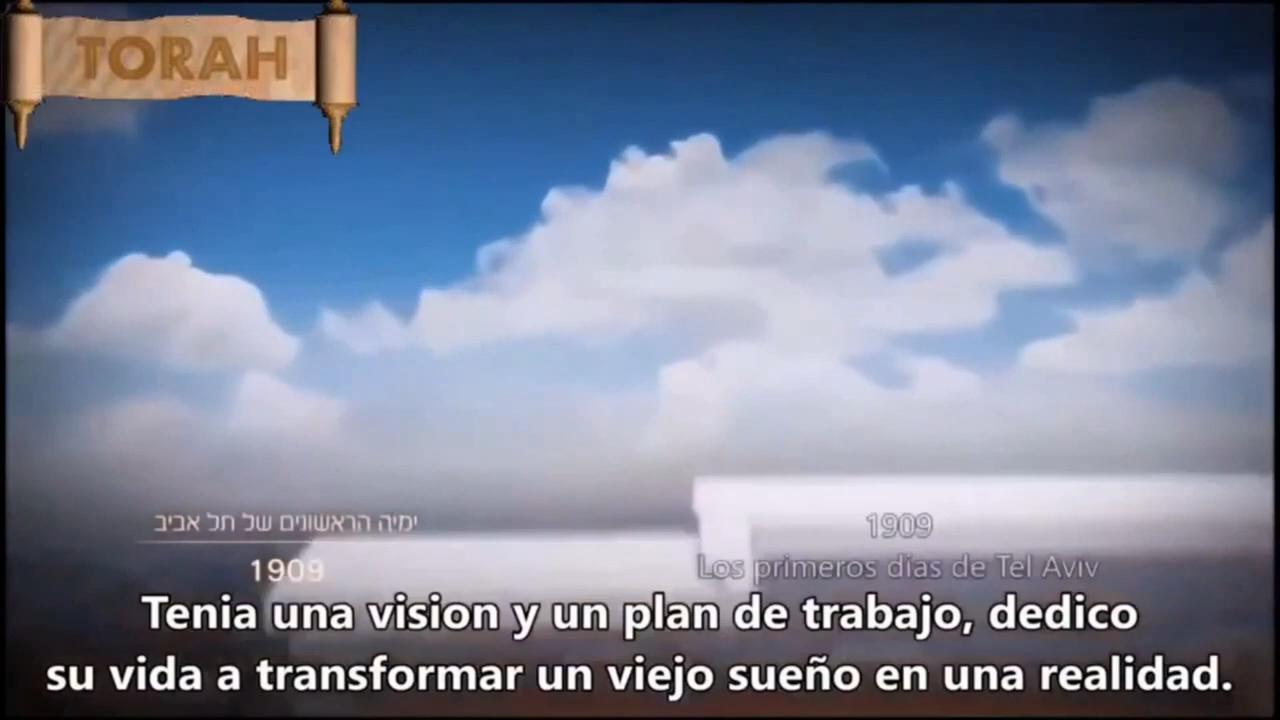 TORAH
ימיה הראשונים של תל אביב
1909
1909
Los primeros días de Tel Aviv
Tenia una vision y un plan de trabajo, dedico
su vida a transformar un viejo sueño en una realidad.